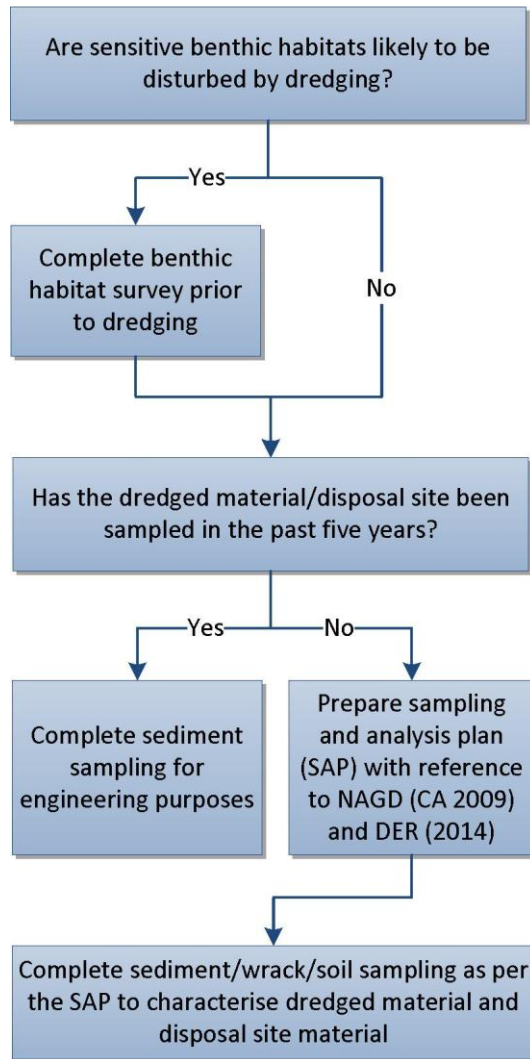 Are sensitive benthic habitats likely to be
disturbed by dredging?
Yes
Complete benthic
habitat survey prior
to dredging
No
Has the dredged material/disposal site been
sampled in the past five years?
Yes
No
Complete sediment
sampling for
engineering purposes
Prepare sampling
and analysis plan
(SAP) with reference
to NAGD (CA 2009)
and DER (2014)
Complete sediment/wrack/soil sampling as per
the SAP to characterise dredged material and
disposal site material